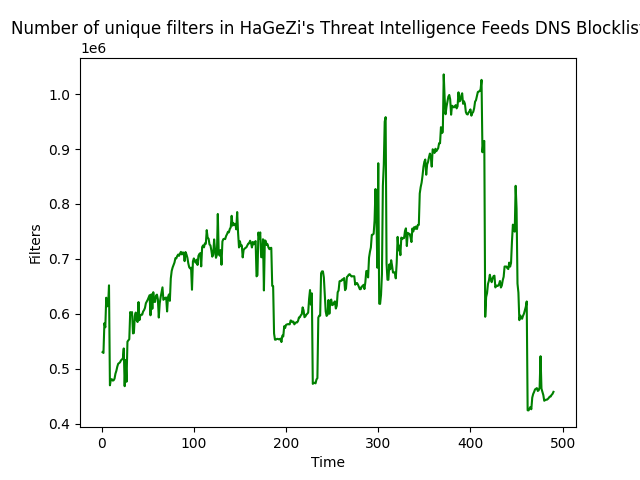 Number of unique filters in HaGeZi's Threat Intelligence Feeds DNS Blocklis
1e6
1.0
0.9
0.8
0.7
0.6
0.5
0.4
Filters
0 100 200 300 400 500
Time